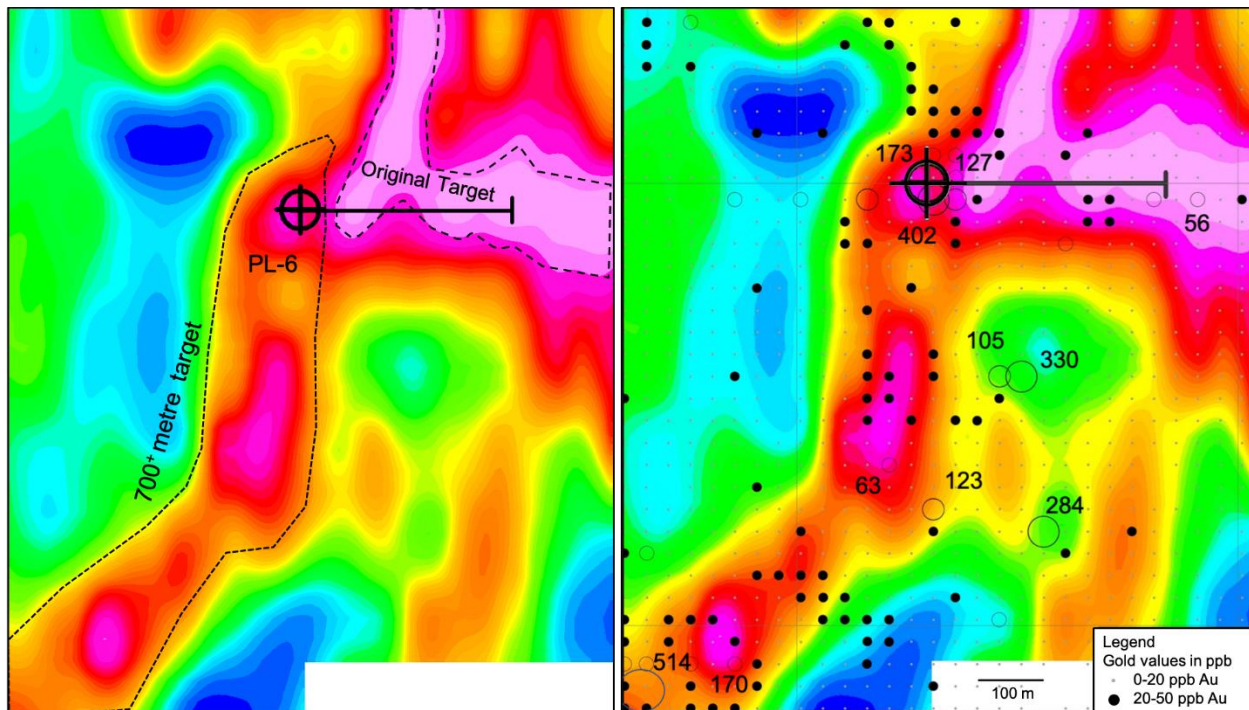 Original Target
PL-6
700+ metre target
173
127
56
402
105
330
63
123
284
514
170
100 m
Legend
Gold values in ppb
0-20 ppb Au
20-50 ppb Au